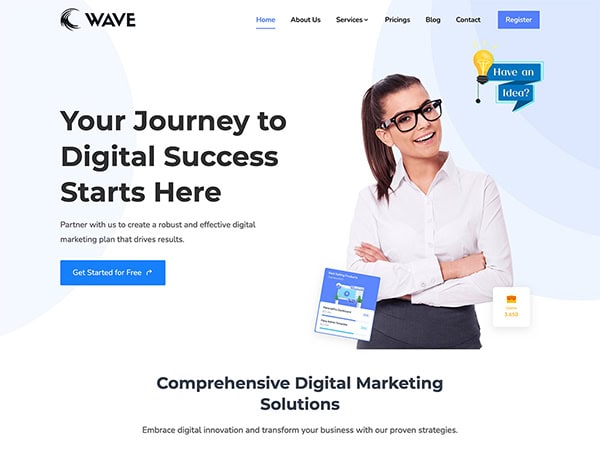 WAVE
Home
About Us
Services
Pricings
Blog
Contact
Register
Have an
Idea?
Your Journey to
Digital Success
Starts Here
Partner with us to create a robust and effective digital
marketing plan that drives results.
Get Started for Free
Comprehensive Digital Marketing
Solutions
Embrace digital innovation and transform your business with our proven strategies.